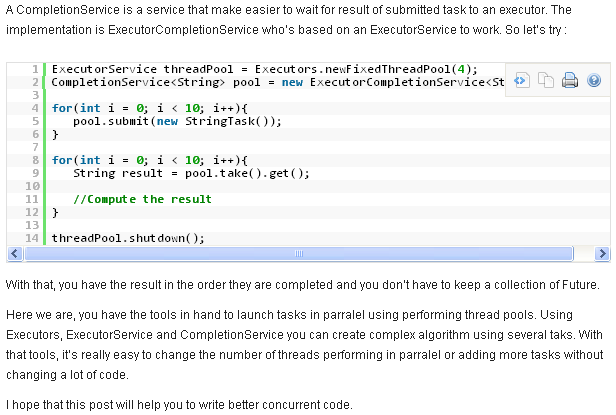 A CompletionService is a service that make easier to wait for result of submitted task to an executor. The
implementation is ExecutorCompletionService who's based on an ExecutorService to work. So let's try :
1 ExecutorService threadPool = Executors.newFixedThreadPool(4);
2 CompletionService<String> pool = new ExecutorCompletionService<St
3
4 for(int i = 0; i < 10; i++){
5 pool.submit(new StringTask());
6 }
7
8 for(int i = 0; i < 10; i++){
9 String result = pool.take().get();
10
11 //Compute the result
12 }
13
14 threadPool.shutdown();
With that, you have the result in the order they are completed and you don't have to keep a collection of Future.
Here we are, you have the tools in hand to launch tasks in parralel using performing thread pools. Using
Executors, ExecutorService and CompletionService you can create complex algorithm using several taks. With
that tools, it's really easy to change the number of threads performing in parralel or adding more tasks without
changing a lot of code.
I hope that this post will help you to write better concurrent code.